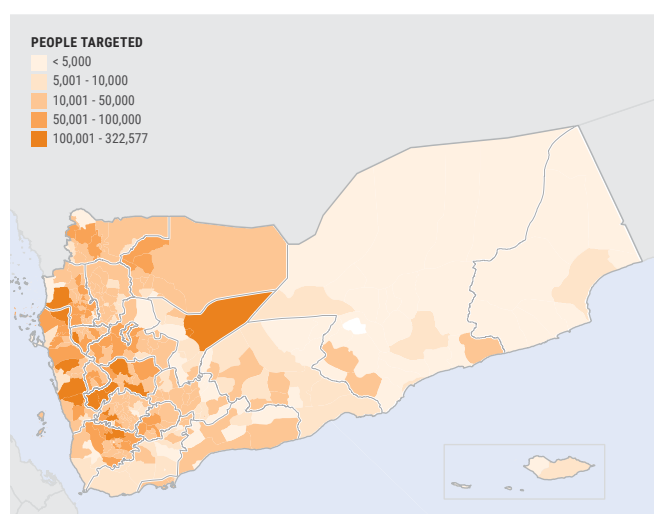 PEOPLE TARGETED
< 5,000
5,001 - 10,000
10,001 - 50,000
50,001 - 100,000
100,001 - 322,577